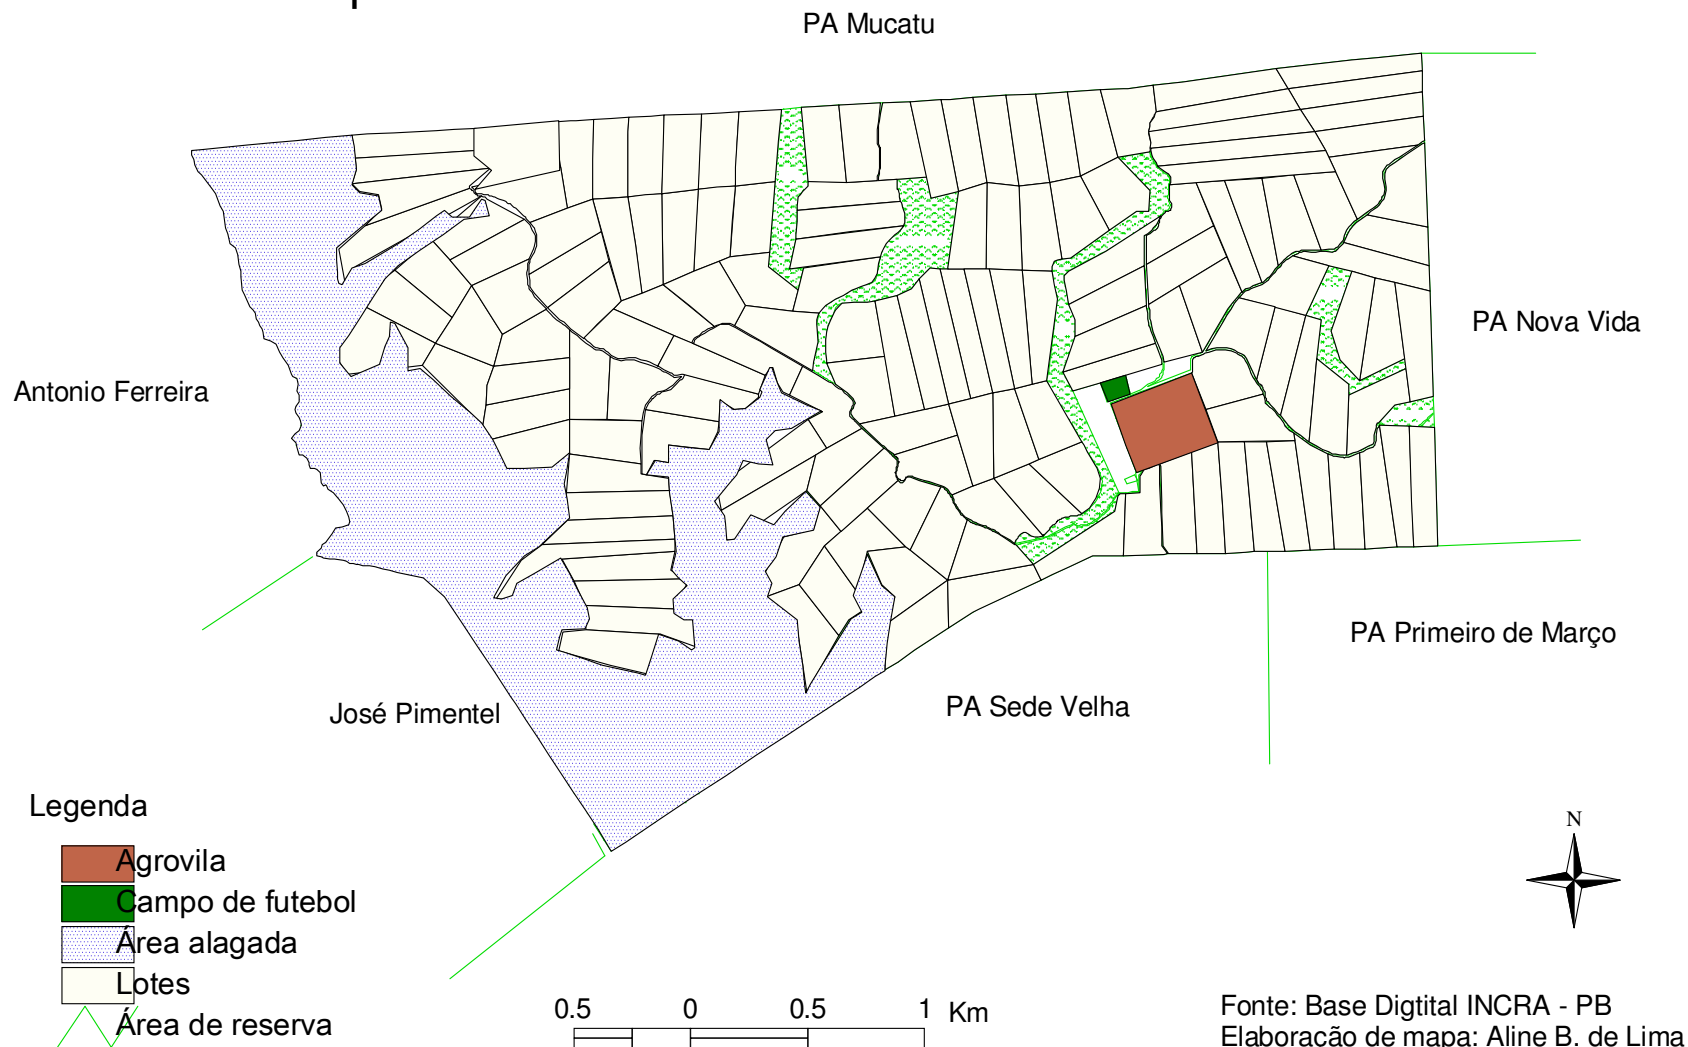 PA Mucatu
PA Nova Vida
Antonio Ferreira
PA Primeiro de Março
José Pimentel
PA Sede Velha
Legenda
Agrovila
Campo de futebol
Área alagada
Lotes
Área de reserva
N
0.5 0 0.5 1 Km
Fonte: Base Digtital INCRA - PB
Elaboração de mapa: Aline B. de Lima